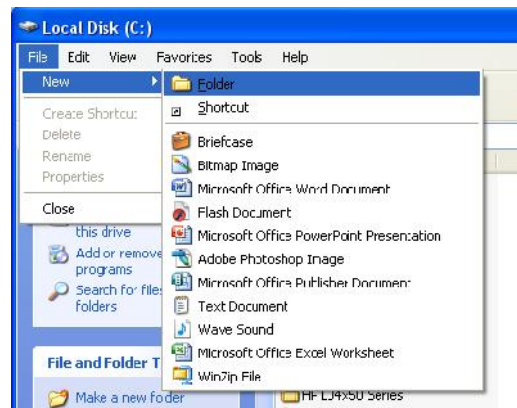 Local Disk (C:)
File Edit View Favorites Tools Help
New
Create Shortcut
Delete
Rename
Properties
Close
Folder
Shortcut
Briefcase
Bitmap Image
Microsoft Office Word Document
Flash Document
Microsoft Office PowerPoint Presentation
Adobe Photoshop Image
Microsoft Office Publisher Document
Text Document
Wave Sound
Microsoft Office Excel Worksheet
WinZip File
this drive
Add or remove
programs
Search for files
folders
File and Folder T
Make a new folder
HP LJ4x50 Series